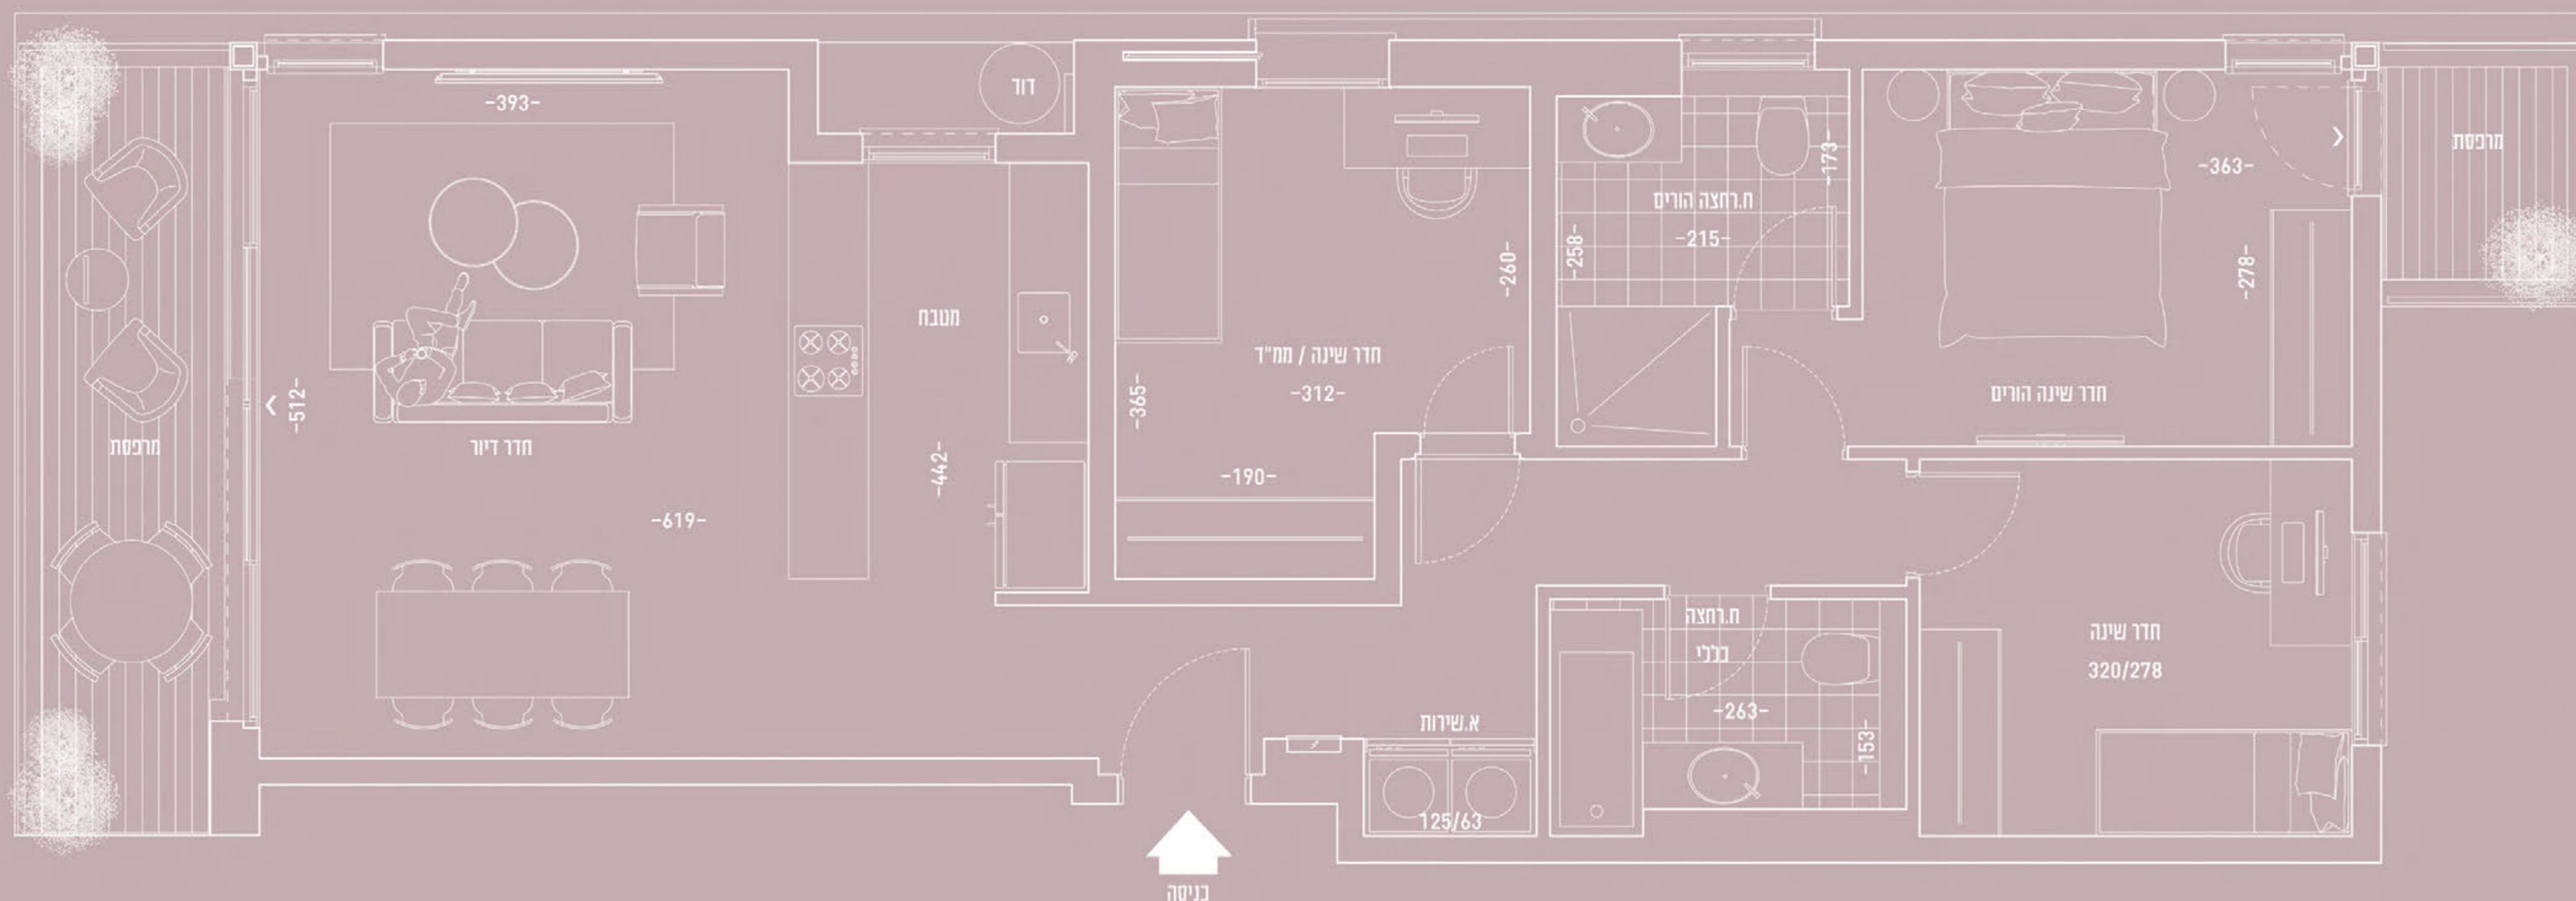 דוד
-393-
מרפסת
-363-
-173-
ח.רחצה הורים
-215-
-258-
-260-
-278-
מטבח
חדר שינה / ממ"ד
-312-
-365-
חדר שינה הורים
-512-
מרפסת
חדר דיור
-442-
-190-
-619-
ח.רחצה
כללי
-263-
-153-
חדר שינה
320/278
א.שירות
125/63
כניסה